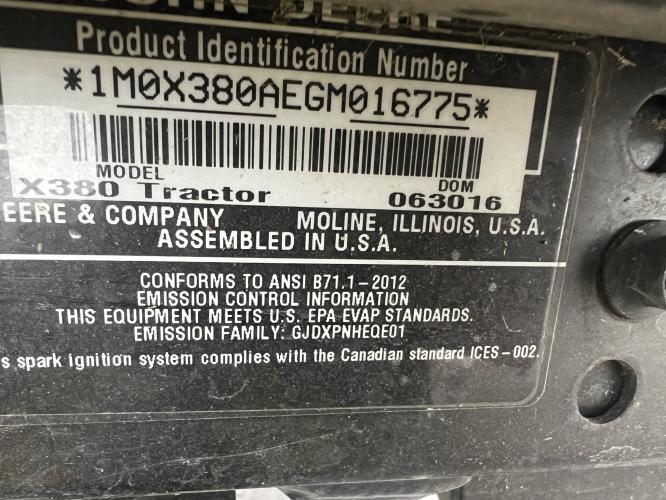 JOHN DEERE
Product Identification Number
*1M0X380AEGM016775*
MODEL DOM
X380 Tractor 063016
EERE & COMPANY MOLINE, ILLINOIS, U.S.A.
ASSEMBLED IN U.S.A.
CONFORMS TO ANSI B71.1-2012
EMISSION CONTROL INFORMATION
THIS EQUIPMENT MEETS U.S. EPA EVAP STANDARDS.
EMISSION FAMILY: GJDXPNHEQE01
s spark ignition system complies with the Canadian standard ICES-002.